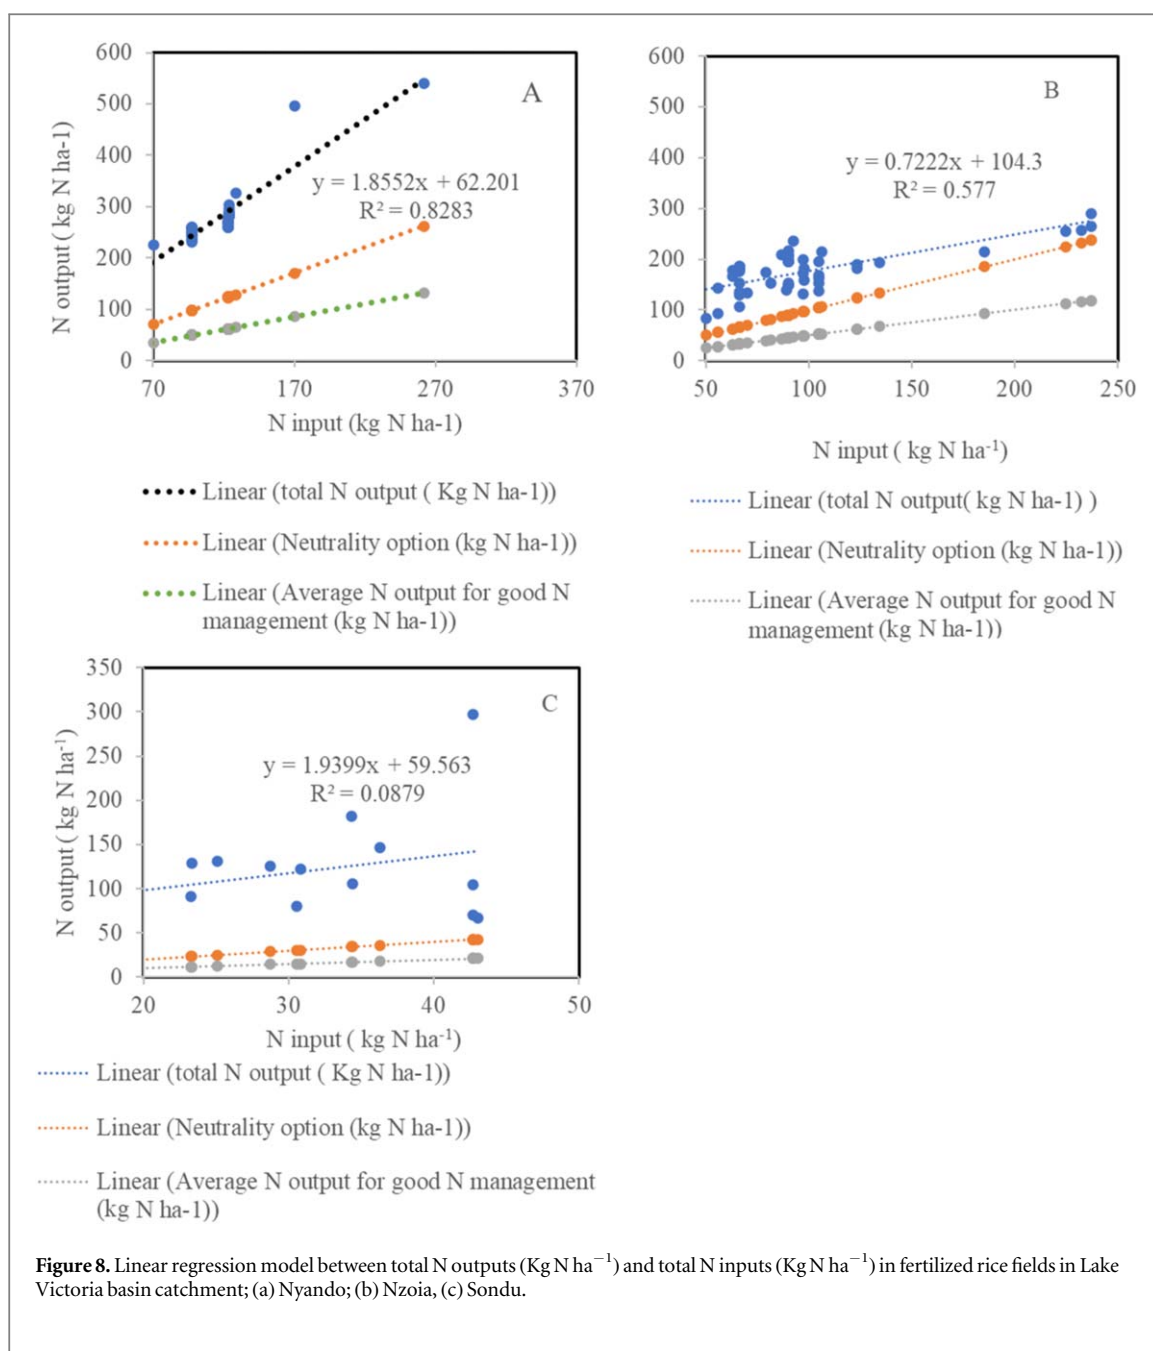 600
500
400
300
200
100
0
70
170
270
370
N output ( kg N ha-1)
A
y = 1.8552x + 62.201
R² = 0.8283
N input (kg N ha-1)
Linear (total N output ( Kg N ha-1))
Linear (Neutrality option (kg N ha-1))
Linear (Average N output for good N
management (kg N ha-1))
600
500
400
300
200
100
0
50
100
150
200
250
B
y = 0.7222x + 104.3
R² = 0.577
N input ( kg N ha⁻¹)
Linear (total N output( kg N ha-1) )
Linear (Neutrality option (kg N ha-1))
Linear (Average N output for good N
management (kg N ha-1))
350
300
250
200
150
100
50
0
20
30
40
50
N output ( kg N ha⁻¹)
C
y = 1.9399x + 59.563
R² = 0.0879
N input ( kg N ha⁻¹)
Linear (total N output ( Kg N ha-1))
Linear (Neutrality option (kg N ha-1))
Linear (Average N output for good N management
(kg N ha-1))
Figure 8. Linear regression model between total N outputs (Kg N ha⁻¹) and total N inputs (Kg N ha⁻¹) in fertilized rice fields in Lake
Victoria basin catchment; (a) Nyando; (b) Nzoia, (c) Sondu.